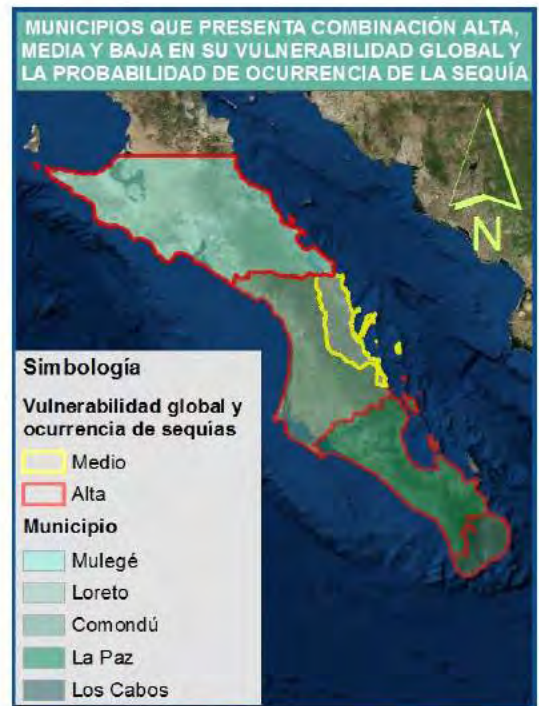 MUNICIPIOS QUE PRESENTA COMBINACIÓN ALTA,
MEDIA Y BAJA EN SU VULNERABILIDAD GLOBAL Y
LA PROBABILIDAD DE OCURRENCIA DE LA SEQUÍA
N
Simbología
Vulnerabilidad global y
ocurrencia de sequías
Medio
Alta
Municipio
Mulegé
Loreto
Comondú
La Paz
Los Cabos